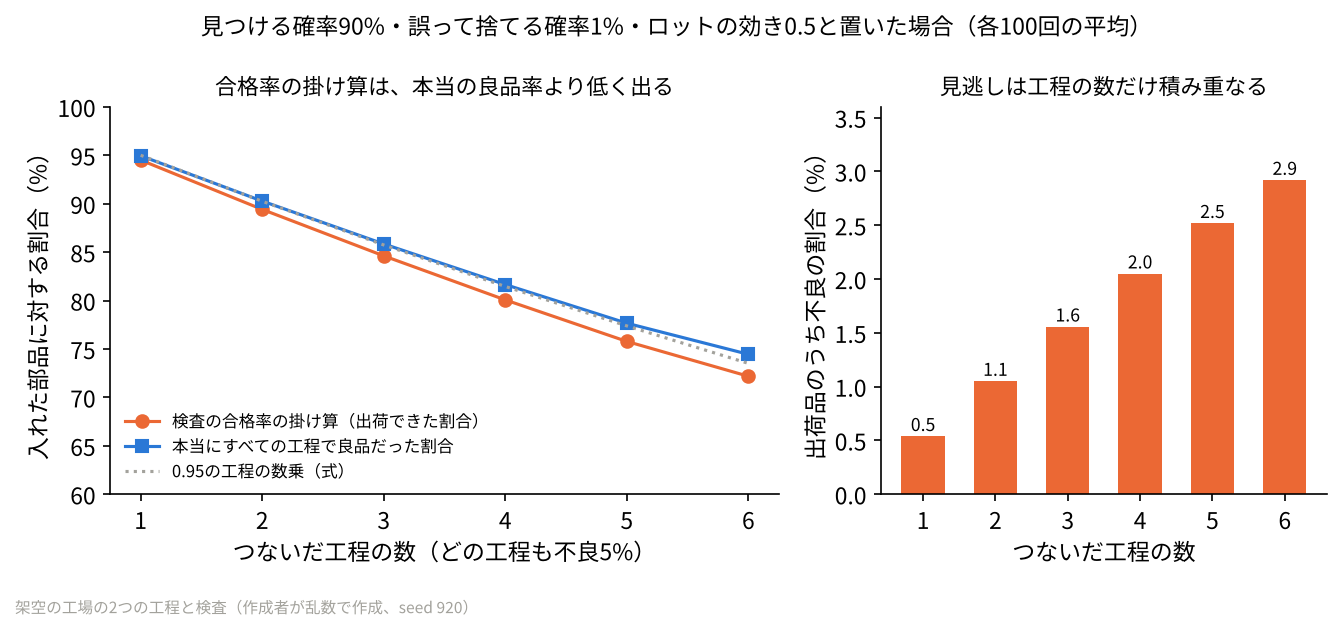 見つける確率90%・誤って捨てる確率1%・ロットの効き0.5と置いた場合（各100回の平均）
合格率の掛け算は、本当の良品率より低く出る
入れた部品に対する割合（%）
100
95
90
85
80
75
70
65
60
検査の合格率の掛け算（出荷できた割合）
本当にすべての工程で良品だった割合
0.95の工程の数乗（式）
1 2 3 4 5 6
つないだ工程の数（どの工程も不良5%）
見逃しは工程の数だけ積み重なる
出荷品のうち不良の割合（%）
3.5
3.0
2.5
2.0
1.5
1.0
0.5
0.0
0.5
1.1
1.6
2.0
2.5
2.9
1 2 3 4 5 6
つないだ工程の数
架空の工場の2つの工程と検査（作成者が乱数で作成、seed 920）